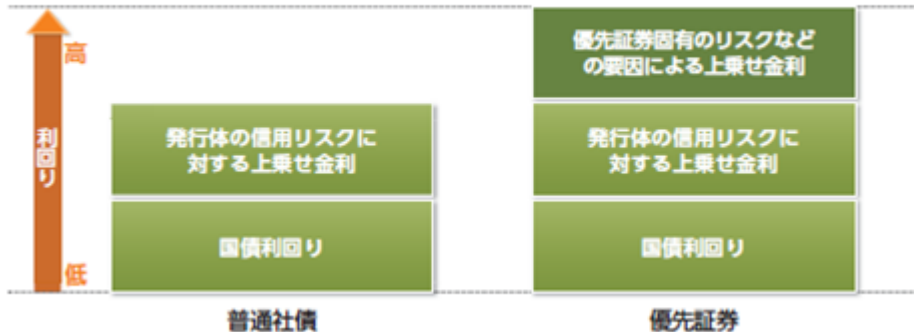 高
利回り
低
発行体の信用リスクに
対する上乗せ金利
国債利回り
普通社債
優先証券固有のリスクなど
の要因による上乗せ金利
発行体の信用リスクに
対する上乗せ金利
国債利回り
優先証券